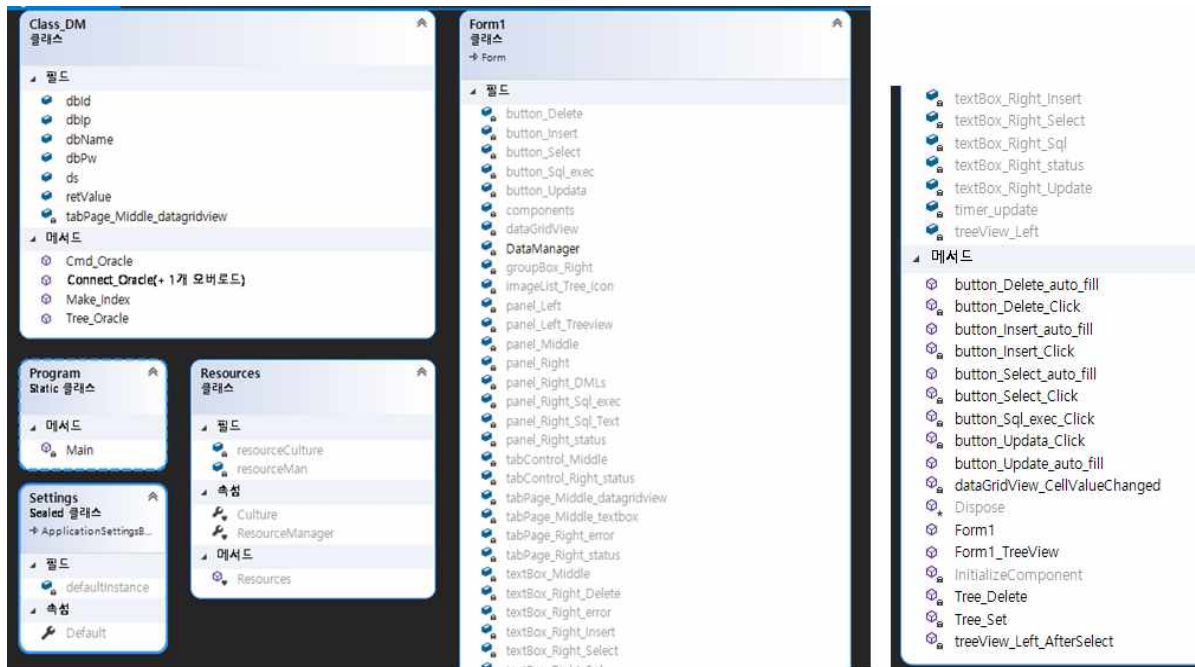 Class_DM
클래스
필드
dbId
dbIp
dbName
dbPw
ds
retValue
tabPage_Middle_datagridview
메서드
Cmd_Oracle
Connect_Oracle(+ 1개 오버로드)
Make_Index
Tree_Oracle
Program
Static 클래스
메서드
Main
Settings
Sealed 클래스
ApplicationSettingsB...
필드
defaultInstance
속성
Default
Resources
클래스
필드
resourceCulture
resourceMan
속성
Culture
ResourceManager
메서드
Resources
Form1
클래스
Form
필드
button_Delete
button_Insert
button_Select
button_Sql_exec
button_Updata
components
dataGridView
DataManager
groupBox_Right
imageList_Tree_icon
panel_Left
panel_Left_Treeview
panel_Middle
panel_Right
panel_Right_DMLs
panel_Right_Sql_exec
panel_Right_Sql_Text
panel_Right_status
tabControl_Middle
tabControl_Right_status
tabPage_Middle_datagridview
tabPage_Middle_textbox
tabPage_Right_error
tabPage_Right_status
textBox_Middle
textBox_Right_Delete
textBox_Right_error
textBox_Right_Insert
textBox_Right_Select
textBox_Right_Insert
textBox_Right_Select
textBox_Right_Sql
textBox_Right_status
textBox_Right_Update
timer_update
treeView_Left
메서드
button_Delete_auto_fill
button_Delete_Click
button_Insert_auto_fill
button_Insert_Click
button_Select_auto_fill
button_Select_Click
button_Sql_exec_Click
button_Updata_Click
button_Update_auto_fill
dataGridView_CellValueChanged
Dispose
Form1
Form1_TreeView
InitializeComponent
Tree_Delete
Tree_Set
treeView_Left_AfterSelect